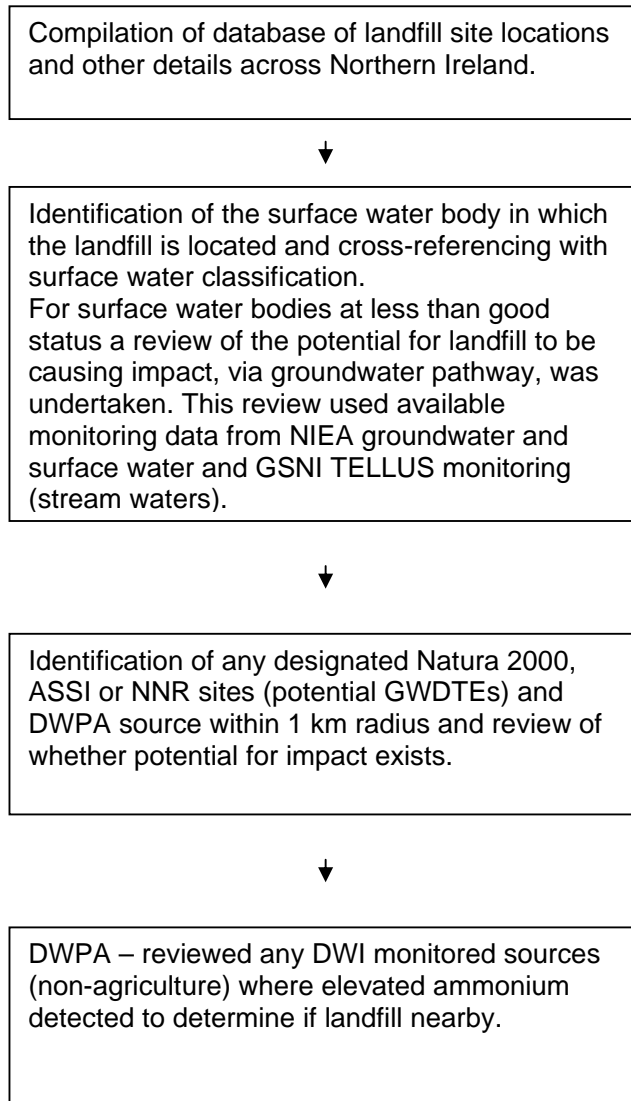 Compilation of database of landfill site locations
and other details across Northern Ireland.
Identification of the surface water body in which
the landfill is located and cross-referencing with
surface water classification.
For surface water bodies at less than good
status a review of the potential for landfill to be
causing impact, via groundwater pathway, was
undertaken. This review used available
monitoring data from NIEA groundwater and
surface water and GSNI TELLUS monitoring
(stream waters).
Identification of any designated Natura 2000,
ASSI or NNR sites (potential GWDTEs) and
DWPA source within 1 km radius and review of
whether potential for impact exists.
DWPA – reviewed any DWI monitored sources
(non-agriculture) where elevated ammonium
detected to determine if landfill nearby.